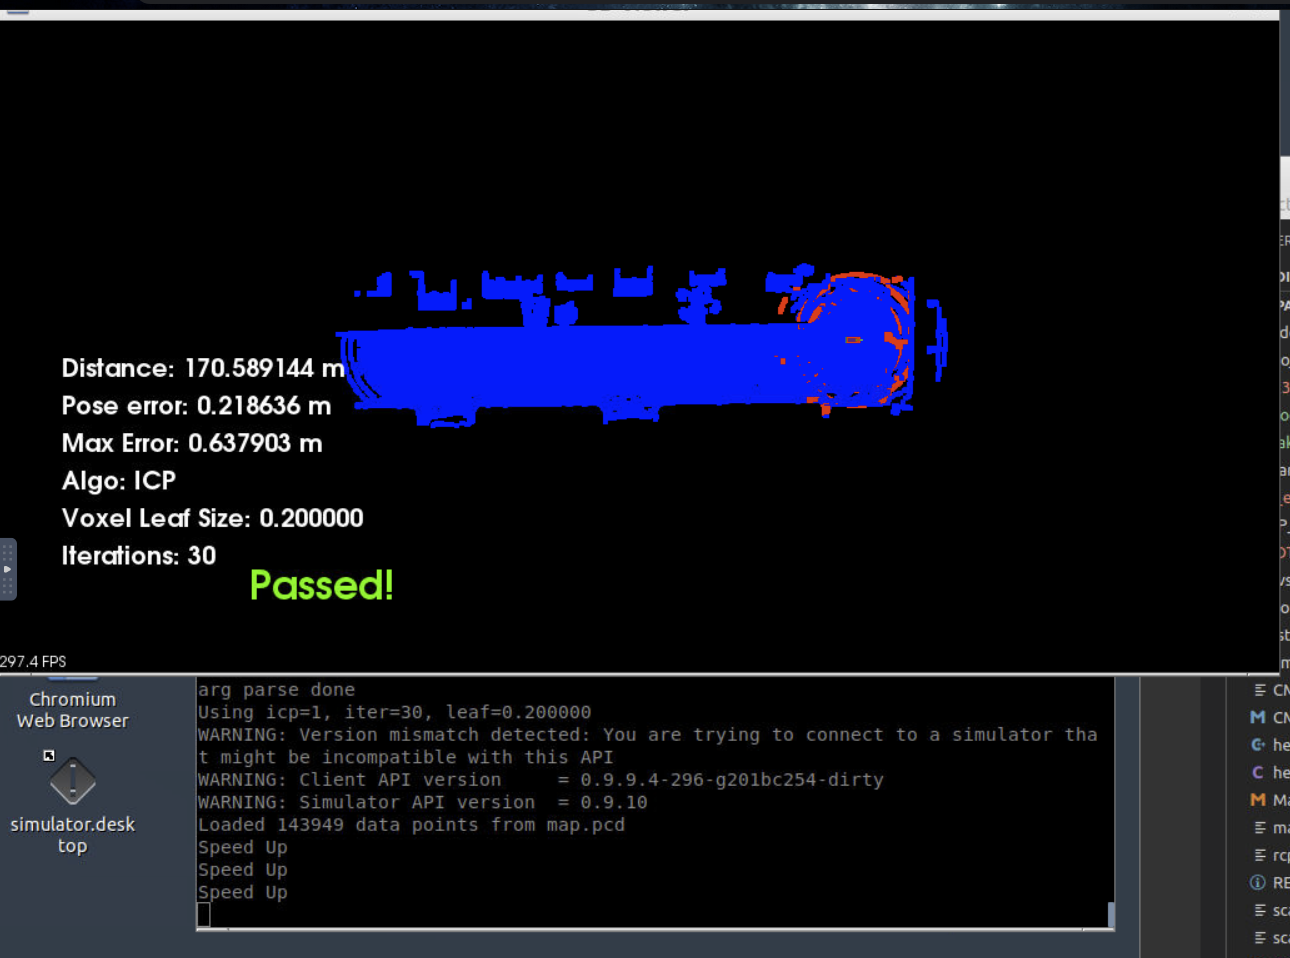 Distance: 170.589144 m
Pose error: 0.218636 m
Max Error: 0.637903 m
Algo: ICP
Voxel Leaf Size: 0.200000
Iterations: 30
Passed!
297.4 FPS
Chromium
Web Browser
simulator.desk
top
arg parse done
Using icp=1, iter=30, leaf=0.200000
WARNING: Version mismatch detected: You are trying to connect to a simulator tha
t might be incompatible with this API
WARNING: Client API version     = 0.9.9.4-296-g201bc254-dirty
WARNING: Simulator API version  = 0.9.10
Loaded 143949 data points from map.pcd
Speed Up
Speed Up
Speed Up